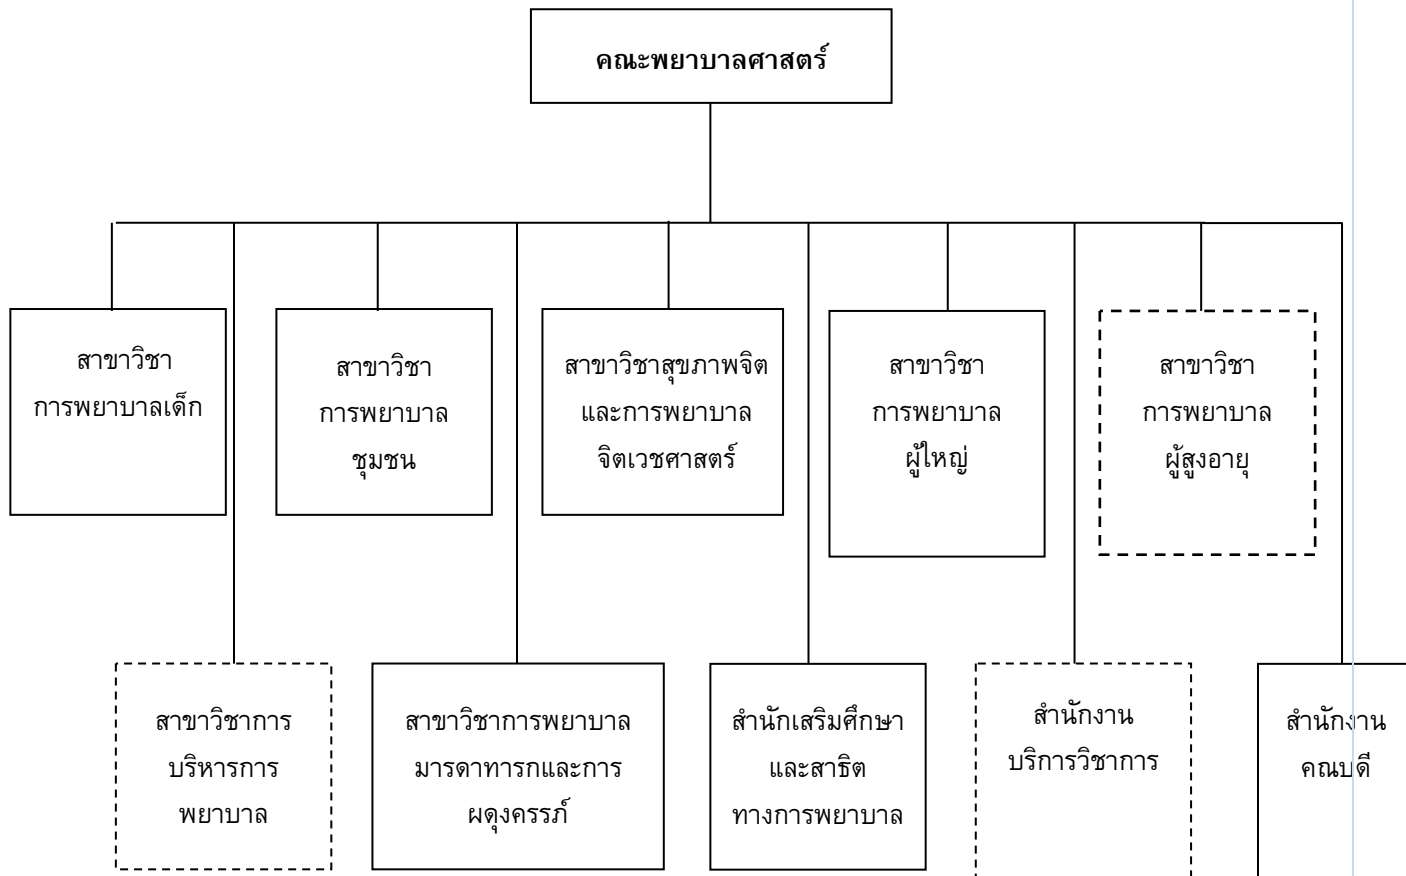 คณะพยาบาลศาสตร์
สาขาวิชา
การพยาบาลเด็ก
สาขาวิชา
การพยาบาล
ชุมชน
สาขาวิชาสุขภาพจิต
และการพยาบาล
จิตเวชศาสตร์
สาขาวิชา
การพยาบาล
ผู้ใหญ่
สาขาวิชา
การพยาบาล
ผู้สูงอายุ
สาขาวิชาการ
บริหารการ
พยาบาล
สาขาวิชาการพยาบาล
มารดาทารกและการ
ผดุงครรภ์
สำนักเสริมศึกษา
และสาธิต
ทางการพยาบาล
สำนักงาน
บริการวิชาการ
สำนักงาน
คณบดี